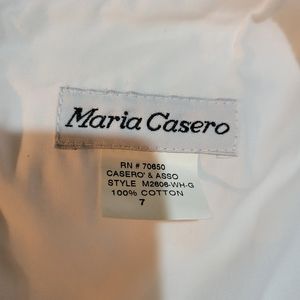 Maria Casero
RN # 70650
CASERO' & ASSO
STYLE M2606-WH-G
100% COTTON
7